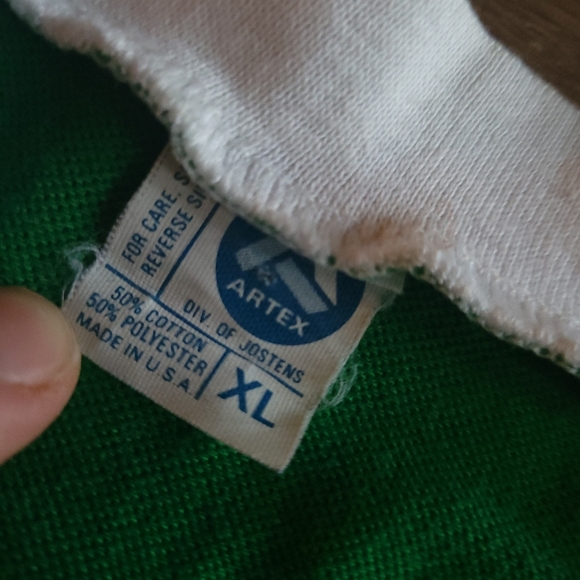 FOR CARE.
REVERSE
ARTEX
DIV. OF JOSTENS
50% COTTON
50% POLYESTER
MADE IN U.S.A.
XL